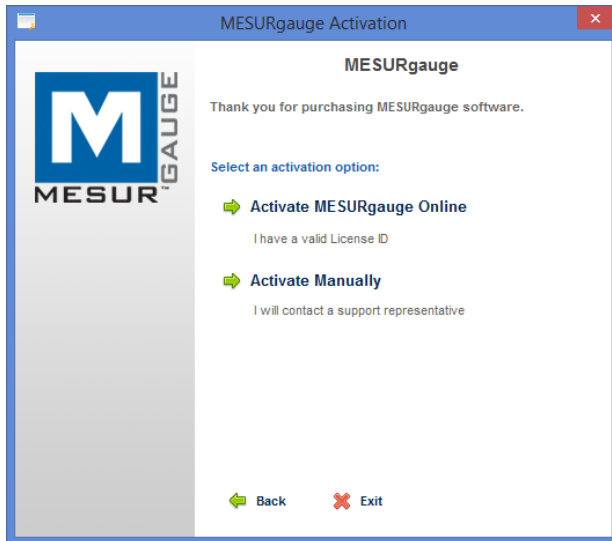 MESURgauge Activation
M
GAUGE
MESUR™
MESURgauge
Thank you for purchasing MESURgauge software.
Select an activation option:
Activate MESURgauge Online
I have a valid License ID
Activate Manually
I will contact a support representative
Back
Exit